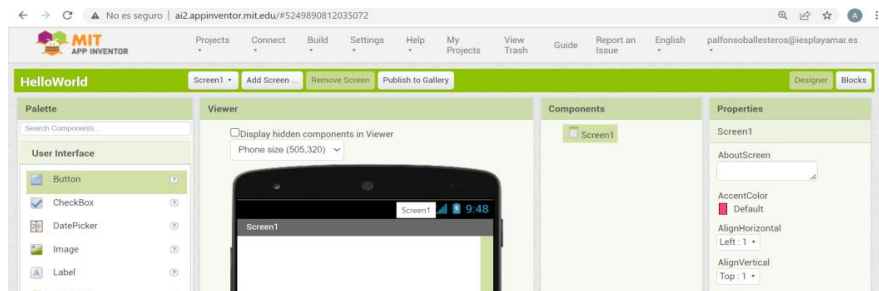 No es seguro | ai2.appinventor.mit.edu/#5249890812035072
A
MIT
APP INVENTOR
Projects Connect Build Settings Help My Projects View Trash Guide Report an Issue English palfonsoballesteros@iesplayamar.es
HelloWorld Screen1 Add Screen ... Remove Screen Publish to Gallery Designer Blocks
Palette Viewer Components Properties
Search Components...
User Interface
Button
CheckBox
DatePicker
Image
Label
Display hidden components in Viewer
Phone size (505,320)
Screen1 9:48
Screen1
Screen1
Screen1
AboutScreen
AccentColor
Default
AlignHorizontal
Left : 1
AlignVertical
Top : 1